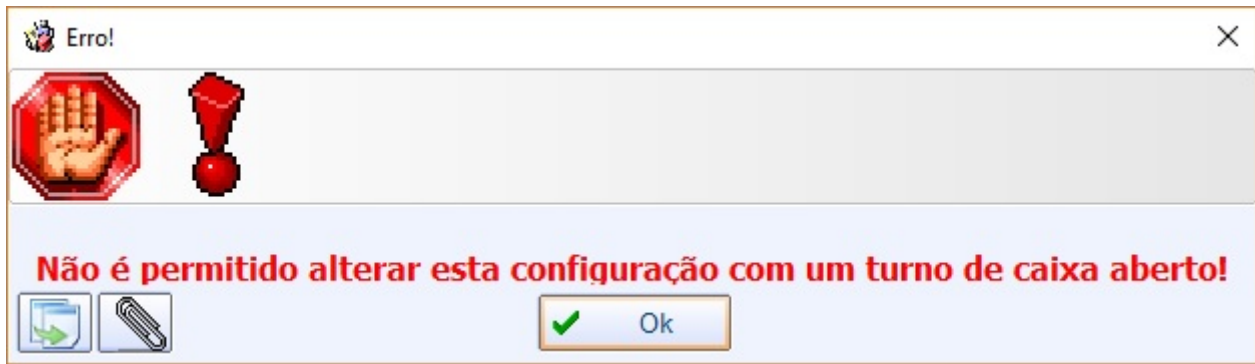 Erro!
Não é permitido alterar esta configuração com um turno de caixa aberto!
Ok